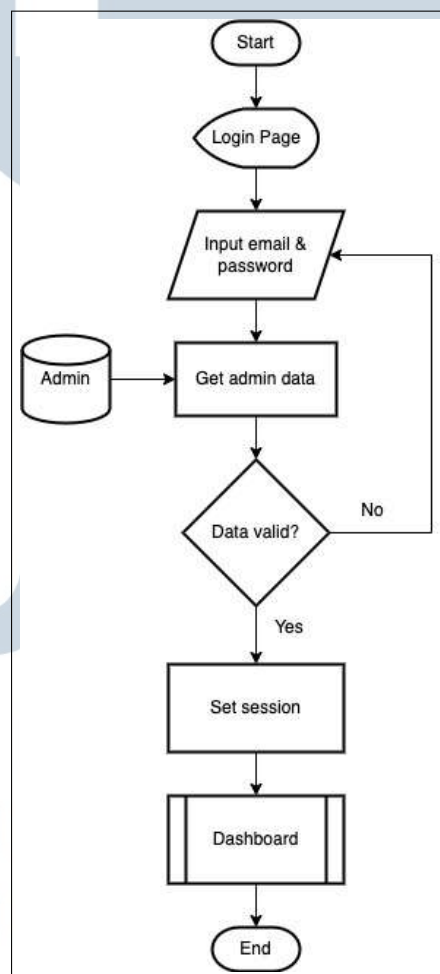 Start
Login Page
Input email &
password
Admin
Get admin data
Data valid?
No
Yes
Set session
Dashboard
End